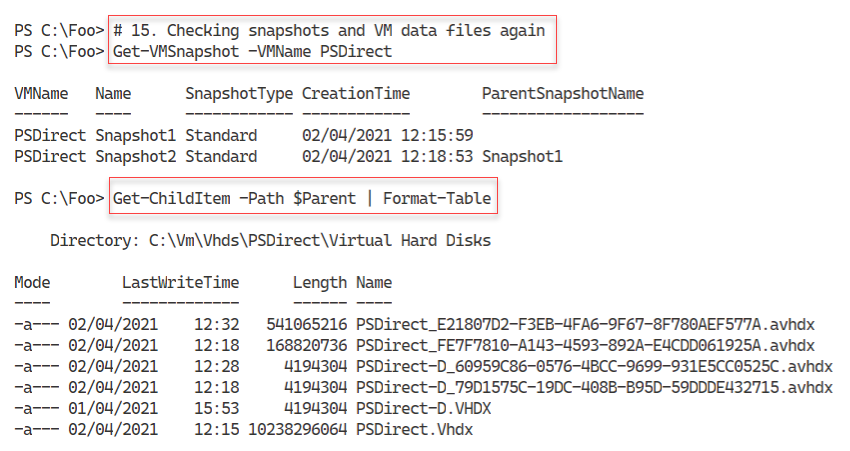 PS C:\Foo> # 15. Checking snapshots and VM data files again
PS C:\Foo> Get-VMSnapshot -VMName PSDirect
VMName   Name      SnapshotType CreationTime        ParentSnapshotName
------   ----      ------------ ------------        ------------------
PSDirect Snapshot1 Standard     02/04/2021 12:15:59
PSDirect Snapshot2 Standard     02/04/2021 12:18:53 Snapshot1
PS C:\Foo> Get-ChildItem -Path $Parent | Format-Table
    Directory: C:\Vm\Vhds\PSDirect\Virtual Hard Disks
Mode        LastWriteTime      Length Name
----        -------------      ------ ----
-a--- 02/04/2021    12:32   541065216 PSDirect_E21807D2-F3EB-4FA6-9F67-8F780AEF577A.avhdx
-a--- 02/04/2021    12:18   168820736 PSDirect_FE7F7810-A143-4593-892A-E4CDD061925A.avhdx
-a--- 02/04/2021    12:28     4194304 PSDirect-D_60959C86-0576-4BCC-9699-931E5CC0525C.avhdx
-a--- 02/04/2021    12:18     4194304 PSDirect-D_79D1575C-19DC-408B-B95D-59DDDE432715.avhdx
-a--- 01/04/2021    15:53     4194304 PSDirect-D.VHDX
-a--- 02/04/2021    12:15 10238296064 PSDirect.Vhdx